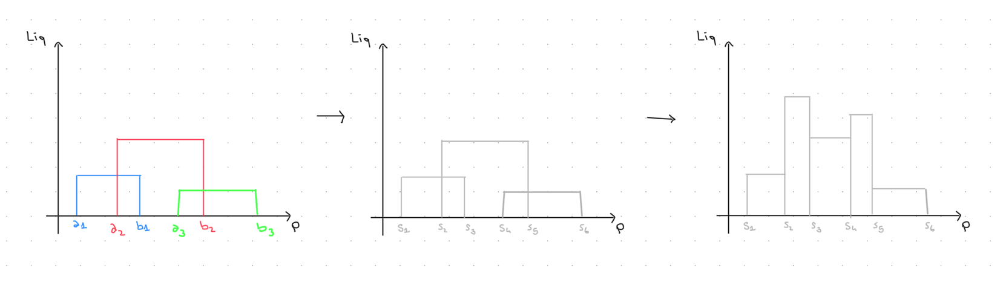 Liq
a1 a2 b1 a3 b2 b3 P
Liq
S1 S2 S3 S4 S5 S6 P
Liq
S1 S2 S3 S4 S5 S6 P